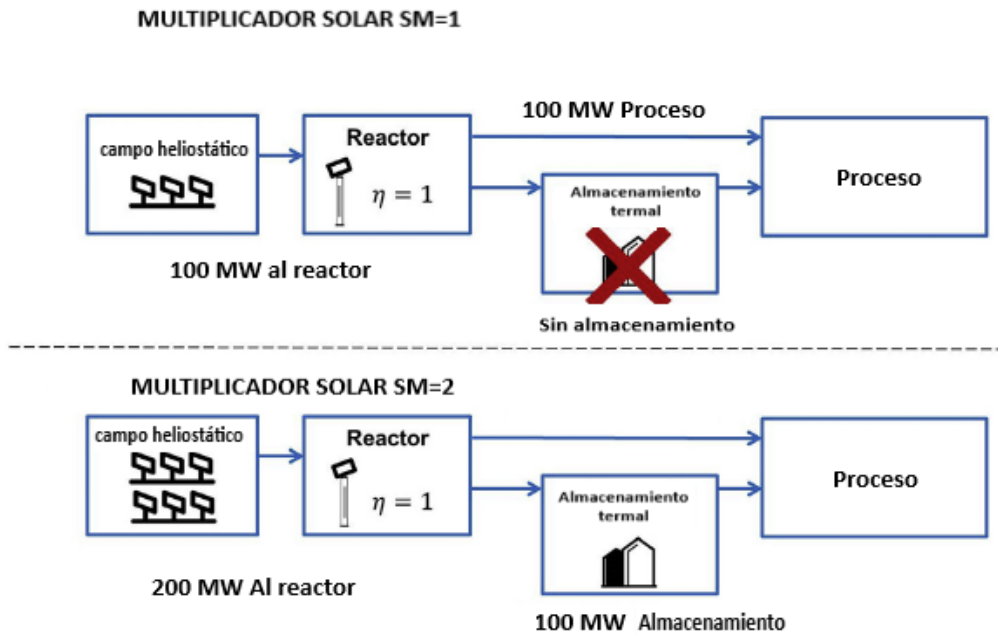 MULTIPLICADOR SOLAR SM=1
100 MW Proceso
campo heliostático
Reactor
η = 1
Almacenamiento
termal
Proceso
100 MW al reactor
Sin almacenamiento
MULTIPLICADOR SOLAR SM=2
campo heliostático
Reactor
η = 1
Almacenamiento
termal
Proceso
200 MW Al reactor
100 MW Almacenamiento